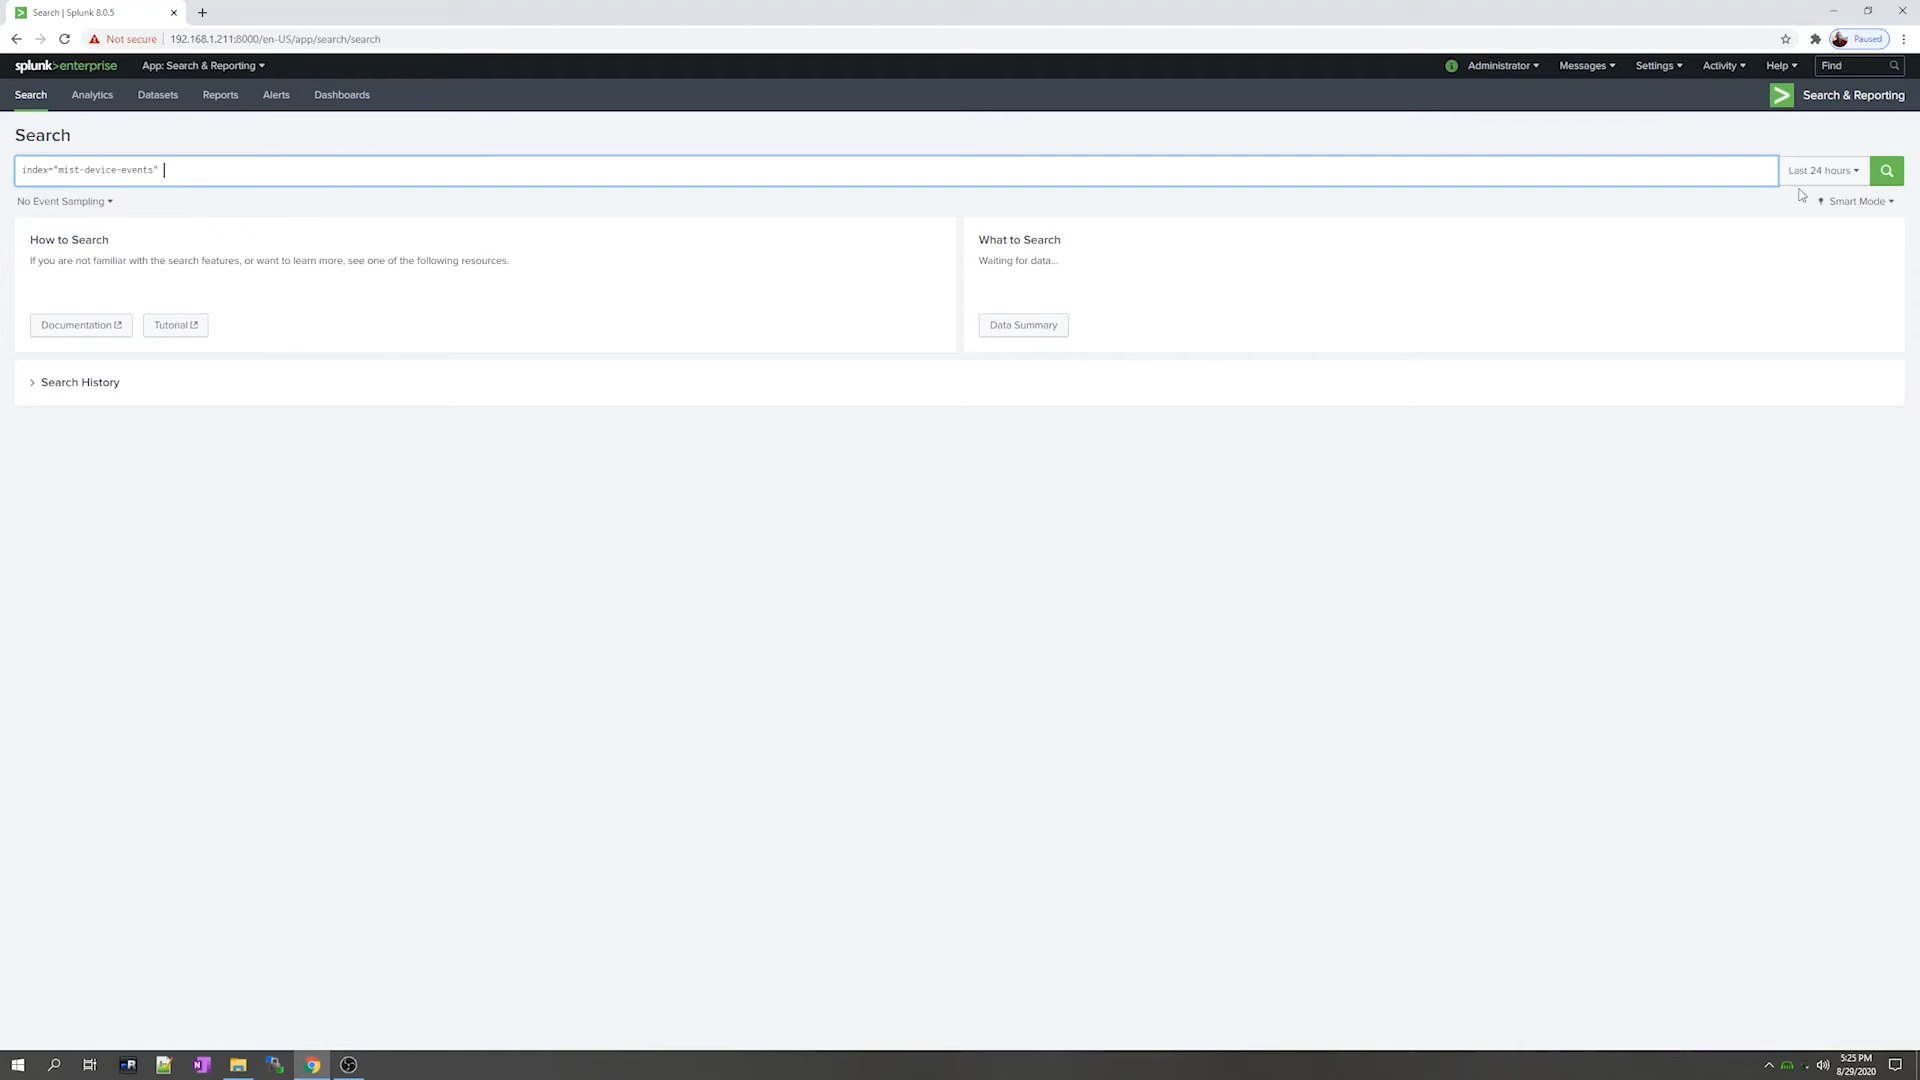 Search | Splunk 8.0.5
Not secure 192.168.1.211:8000/en-US/app/search/search Paused
splunk>enterprise App: Search & Reporting Administrator Messages Settings Activity Help Find
Search Analytics Datasets Reports Alerts Dashboards Search & Reporting
Search
index="mist-device-events" Last 24 hours
No Event Sampling Smart Mode
How to Search
If you are not familiar with the search features, or want to learn more, see one of the following resources.
Documentation Tutorial
What to Search
Waiting for data...
Data Summary
Search History
5:25 PM
8/29/2020